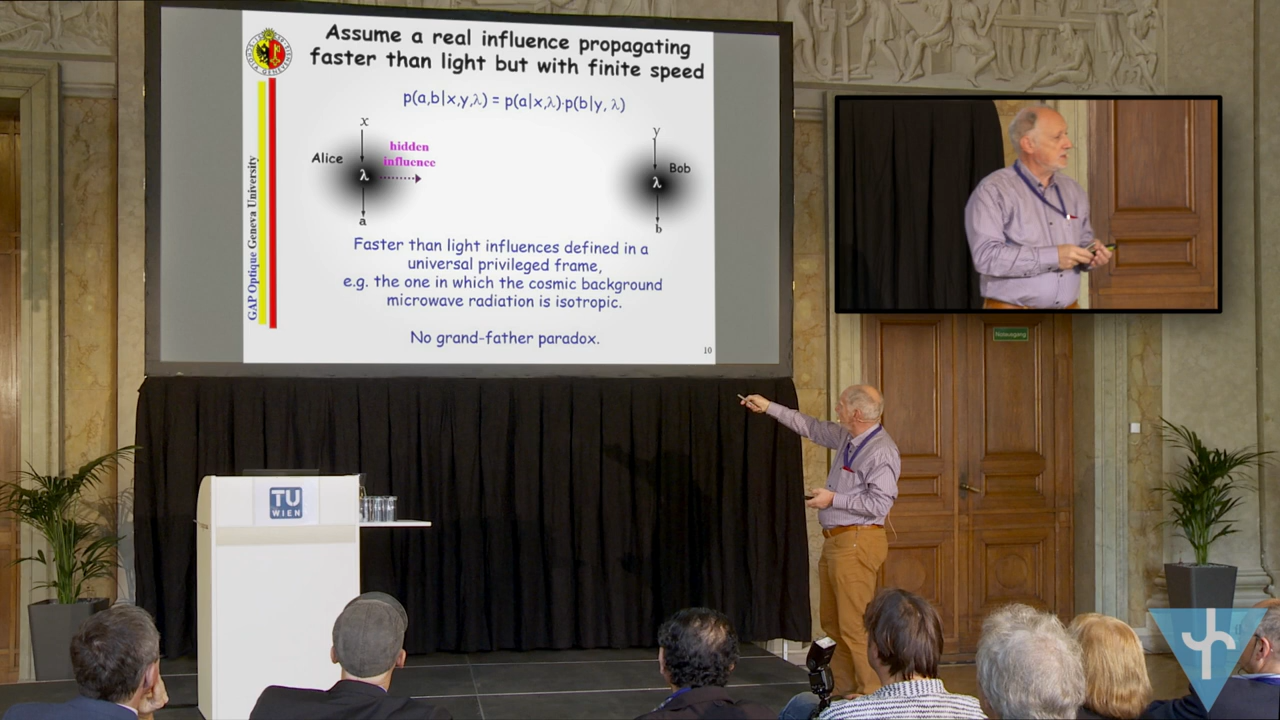 Assume a real influence propagating
faster than light but with finite speed
p(a,b|x,y,λ) = p(a|x,λ)·p(b|y, λ)
x
y
Alice
hidden
influence
Bob
λ
λ
a
b
Faster than light influences defined in a
universal privileged frame,
e.g. the one in which the cosmic background
microwave radiation is isotropic.
No grand-father paradox.
10
GAP Optique Geneva University
Notausgang
TU
WIEN